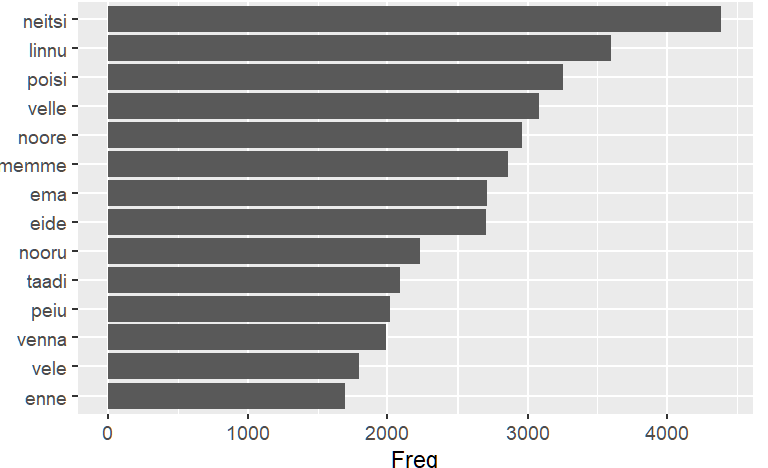 neitsi
linnu
poisi
velle
noore
memme
ema
eide
nooru
taadi
peiu
venna
vele
enne
0 1000 2000 3000 4000
Freq